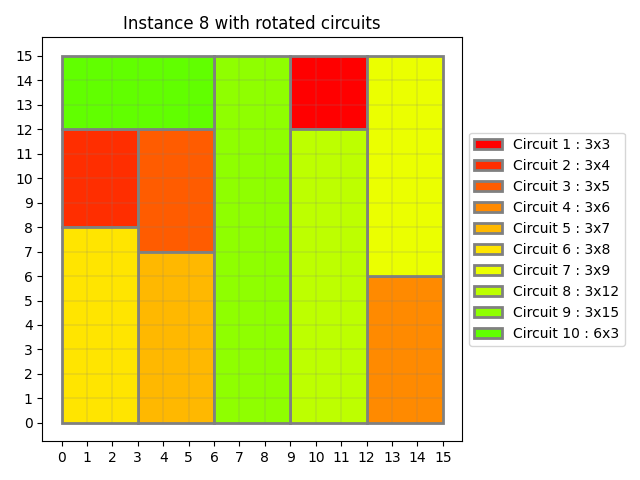 Instance 8 with rotated circuits
15
14
13
12
11
10
9
8
7
6
5
4
3
2
1
0
0 1 2 3 4 5 6 7 8 9 10 11 12 13 14 15
Circuit 1 : 3x3
Circuit 2 : 3x4
Circuit 3 : 3x5
Circuit 4 : 3x6
Circuit 5 : 3x7
Circuit 6 : 3x8
Circuit 7 : 3x9
Circuit 8 : 3x12
Circuit 9 : 3x15
Circuit 10 : 6x3